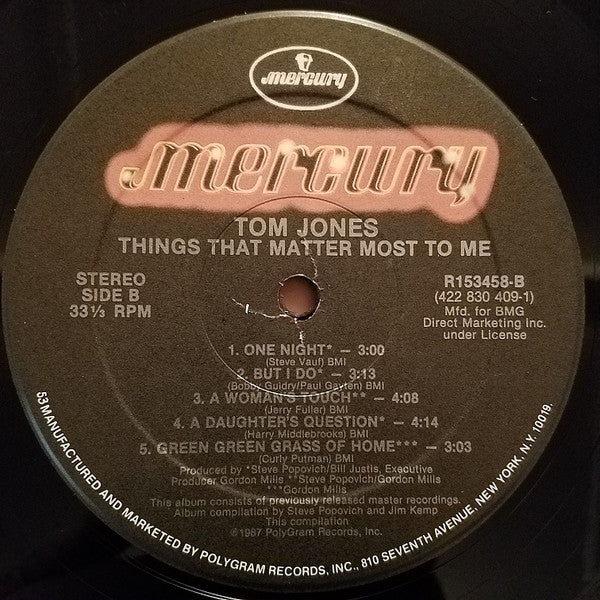 mercury
mercury
TOM JONES
THINGS THAT MATTER MOST TO ME
STEREO
SIDE B
33⅓ RPM
R153458-B
(422 830 409-1)
Mfd. for BMG
Direct Marketing Inc.
under License
1. ONE NIGHT* — 3:00
(Steve Vauf) BMI
2. BUT I DO* — 3:13
(Bobby Guidry/Paul Gayten) BMI
3. A WOMAN'S TOUCH** — 4:08
(Jerry Fuller) BMI
4. A DAUGHTER'S QUESTION* — 4:14
(Harry Middlebrooks) BMI
5. GREEN GREEN GRASS OF HOME*** — 3:03
(Curly Putman) BMI
Produced by *Steve Popovich/Bill Justis, Executive
Producer Gordon Mills **Steve Popovich/Gordon Mills
***Gordon Mills
This album consists of previously released master recordings.
Album compilation by Steve Popovich and Jim Kemp
This compilation
℗1987 PolyGram Records, Inc.
53 MANUFACTURED AND MARKETED BY POLYGRAM RECORDS, INC., 810 SEVENTH AVENUE, NEW YORK, N.Y. 10019.